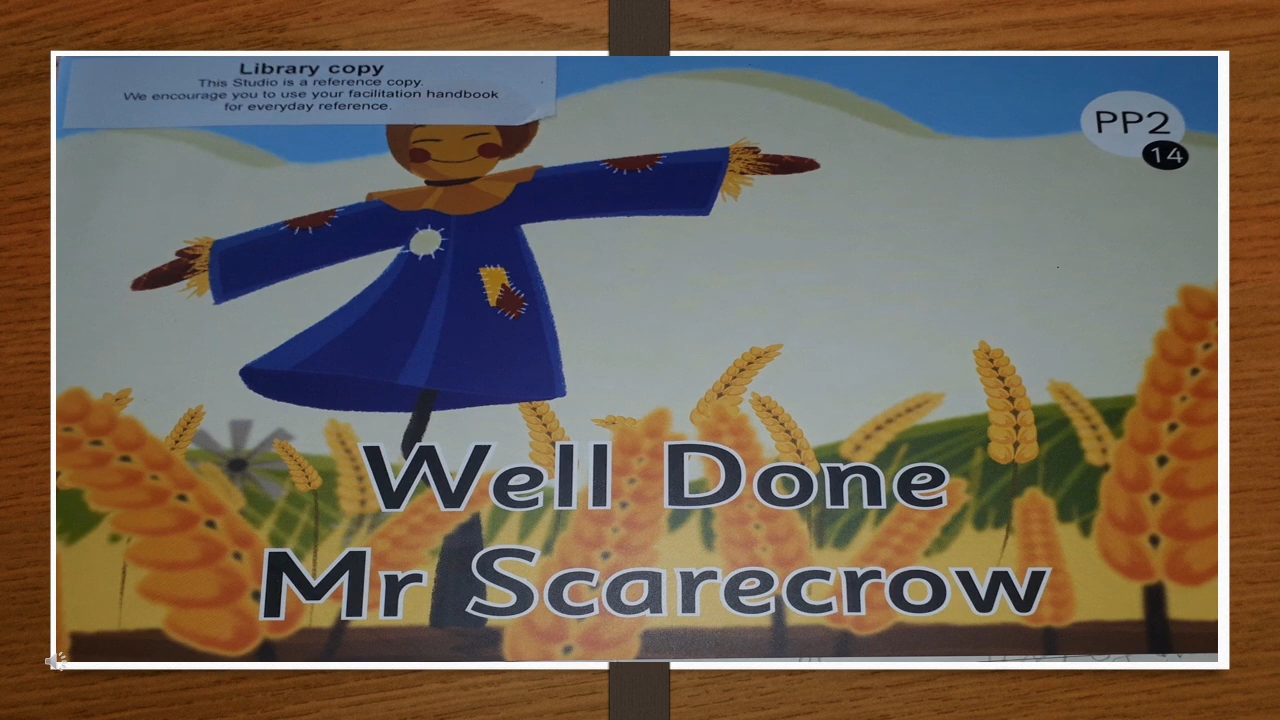 Library copy
This Studio is a reference copy.
We encourage you to use your facilitation handbook
for everyday reference.
PP2
14
Well Done
Mr Scarecrow